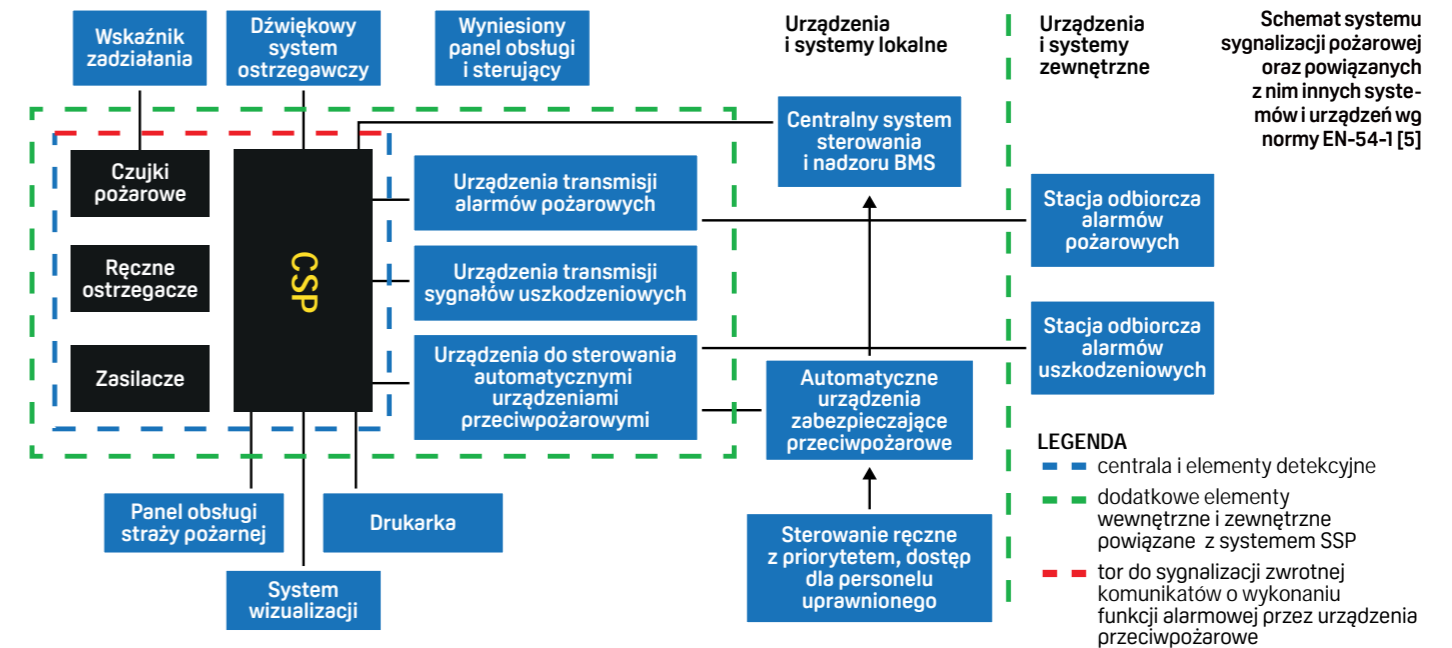 Wskaźnik
zadziałania
Dźwiękowy
system
ostrzegawczy
Wyniesiony
panel obsługi
i sterujący
Urządzenia
i systemy lokalne
Urządzenia
i systemy
zewnętrzne
Schemat systemu
sygnalizacji pożarowej
oraz powiązanych
z nim innych syste-
mów i urządzeń wg
normy EN-54-1 [5]
Czujki
pożarowe
Ręczne
ostrzegacze
Zasilacze
CSP
Urządzenia transmisji
alarmów pożarowych
Urządzenia transmisji
sygnałów uszkodzeniowych
Urządzenia do sterowania
automatycznymi
urządzeniami
przeciwpożarowymi
Centralny system
sterowania
i nadzoru BMS
Stacja odbiorcza
alarmów
pożarowych
Stacja odbiorcza
alarmów
uszkodzeniowych
Automatyczne
urządzenia
zabezpieczające
przeciwpożarowe
Panel obsługi
straży pożarnej
Drukarka
System
wizualizacji
Sterowanie ręczne
z priorytetem, dostęp
dla personelu
uprawnionego
LEGENDA
centrala i elementy detekcyjne
dodatkowe elementy
wewnętrzne i zewnętrzne
powiązane z systemem SSP
tor do sygnalizacji zwrotnej
komunikatów o wykonaniu
funkcji alarmowej przez urządzenia
przeciwpożarowe